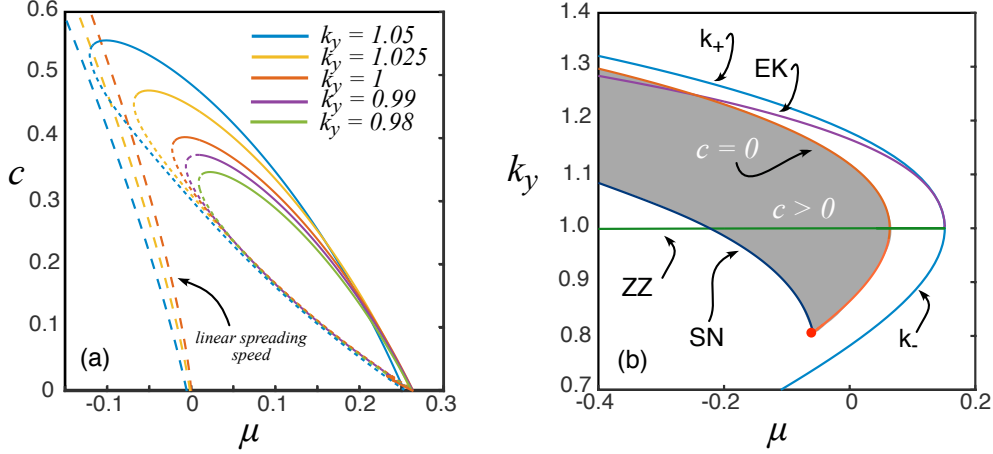 0.6
0.5
0.4
0.3
0.2
0.1
0
c
k_y = 1.05
k_y = 1.025
k_y = 1
k_y = 0.99
k_y = 0.98
linear spreading
speed
(a)
-0.1
0
0.1
0.2
0.3
μ
1.4
1.3
1.2
1.1
1.0
0.9
0.8
0.7
k_y
k_+
EK
c = 0
c > 0
ZZ
SN
k_-
(b)
-0.4
-0.2
0
0.2
μ